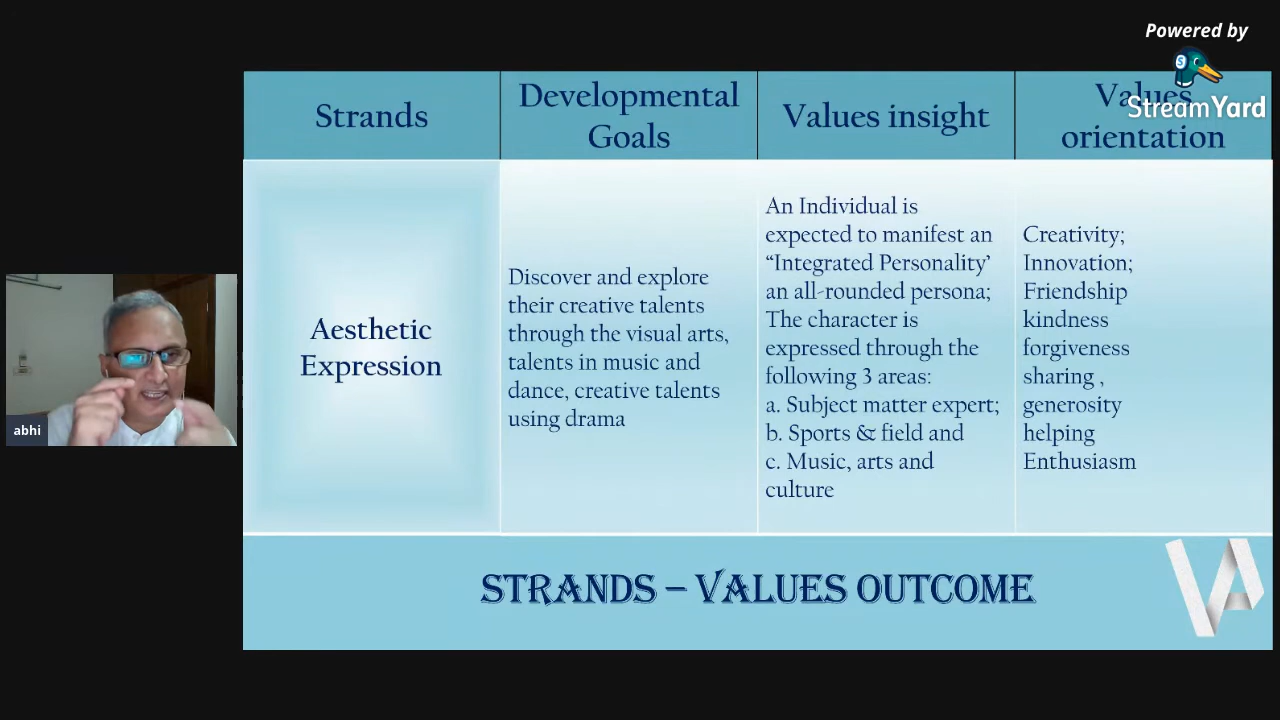 Powered by
StreamYard
Strands
Developmental
Goals
Values insight
Values
orientation
Aesthetic
Expression
Discover and explore
their creative talents
through the visual arts,
talents in music and
dance, creative talents
using drama
An Individual is
expected to manifest an
“Integrated Personality’
an all-rounded persona;
The character is
expressed through the
following 3 areas:
a. Subject matter expert;
b. Sports & field and
c. Music, arts and
culture
Creativity;
Innovation;
Friendship
kindness
forgiveness
sharing ,
generosity
helping
Enthusiasm
abhi
STRANDS – VALUES OUTCOME
VA